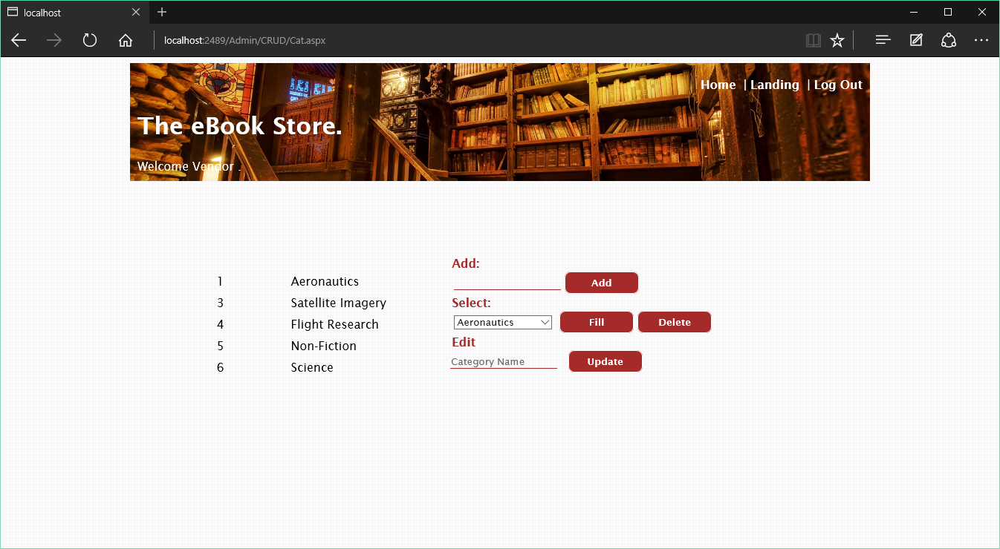 localhost
localhost:2489/Admin/CRUD/Cat.aspx
Home | Landing | Log Out
The eBook Store.
Welcome Vendor .
Add:
1 Aeronautics Add
3 Satellite Imagery Select:
4 Flight Research Aeronautics Fill Delete
5 Non-Fiction Edit
6 Science Category Name Update